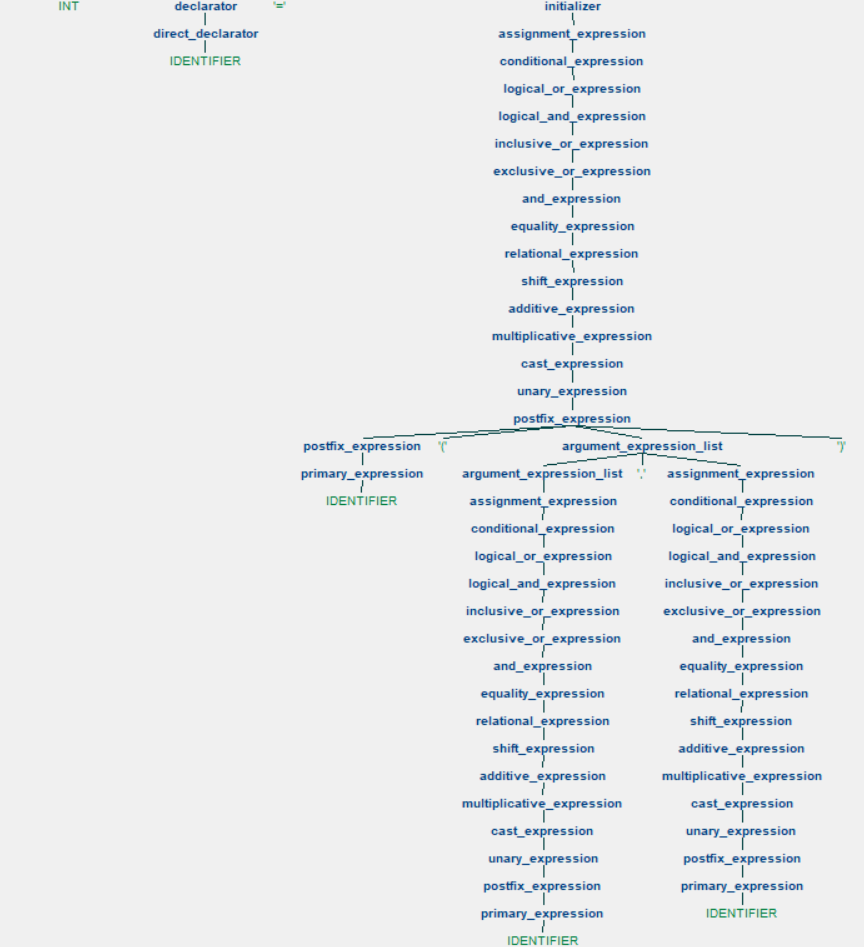 INT declarator '=' initializer
direct_declarator assignment_expression
IDENTIFIER conditional_expression
logical_or_expression
logical_and_expression
inclusive_or_expression
exclusive_or_expression
and_expression
equality_expression
relational_expression
shift_expression
additive_expression
multiplicative_expression
cast_expression
unary_expression
postfix_expression
postfix_expression '(' argument_expression_list ')'
primary_expression argument_expression_list ',' assignment_expression
IDENTIFIER assignment_expression conditional_expression
conditional_expression logical_or_expression
logical_or_expression logical_and_expression
logical_and_expression inclusive_or_expression
inclusive_or_expression exclusive_or_expression
exclusive_or_expression and_expression
and_expression equality_expression
equality_expression relational_expression
relational_expression shift_expression
shift_expression additive_expression
additive_expression multiplicative_expression
multiplicative_expression cast_expression
cast_expression unary_expression
unary_expression postfix_expression
postfix_expression primary_expression
primary_expression IDENTIFIER
IDENTIFIER